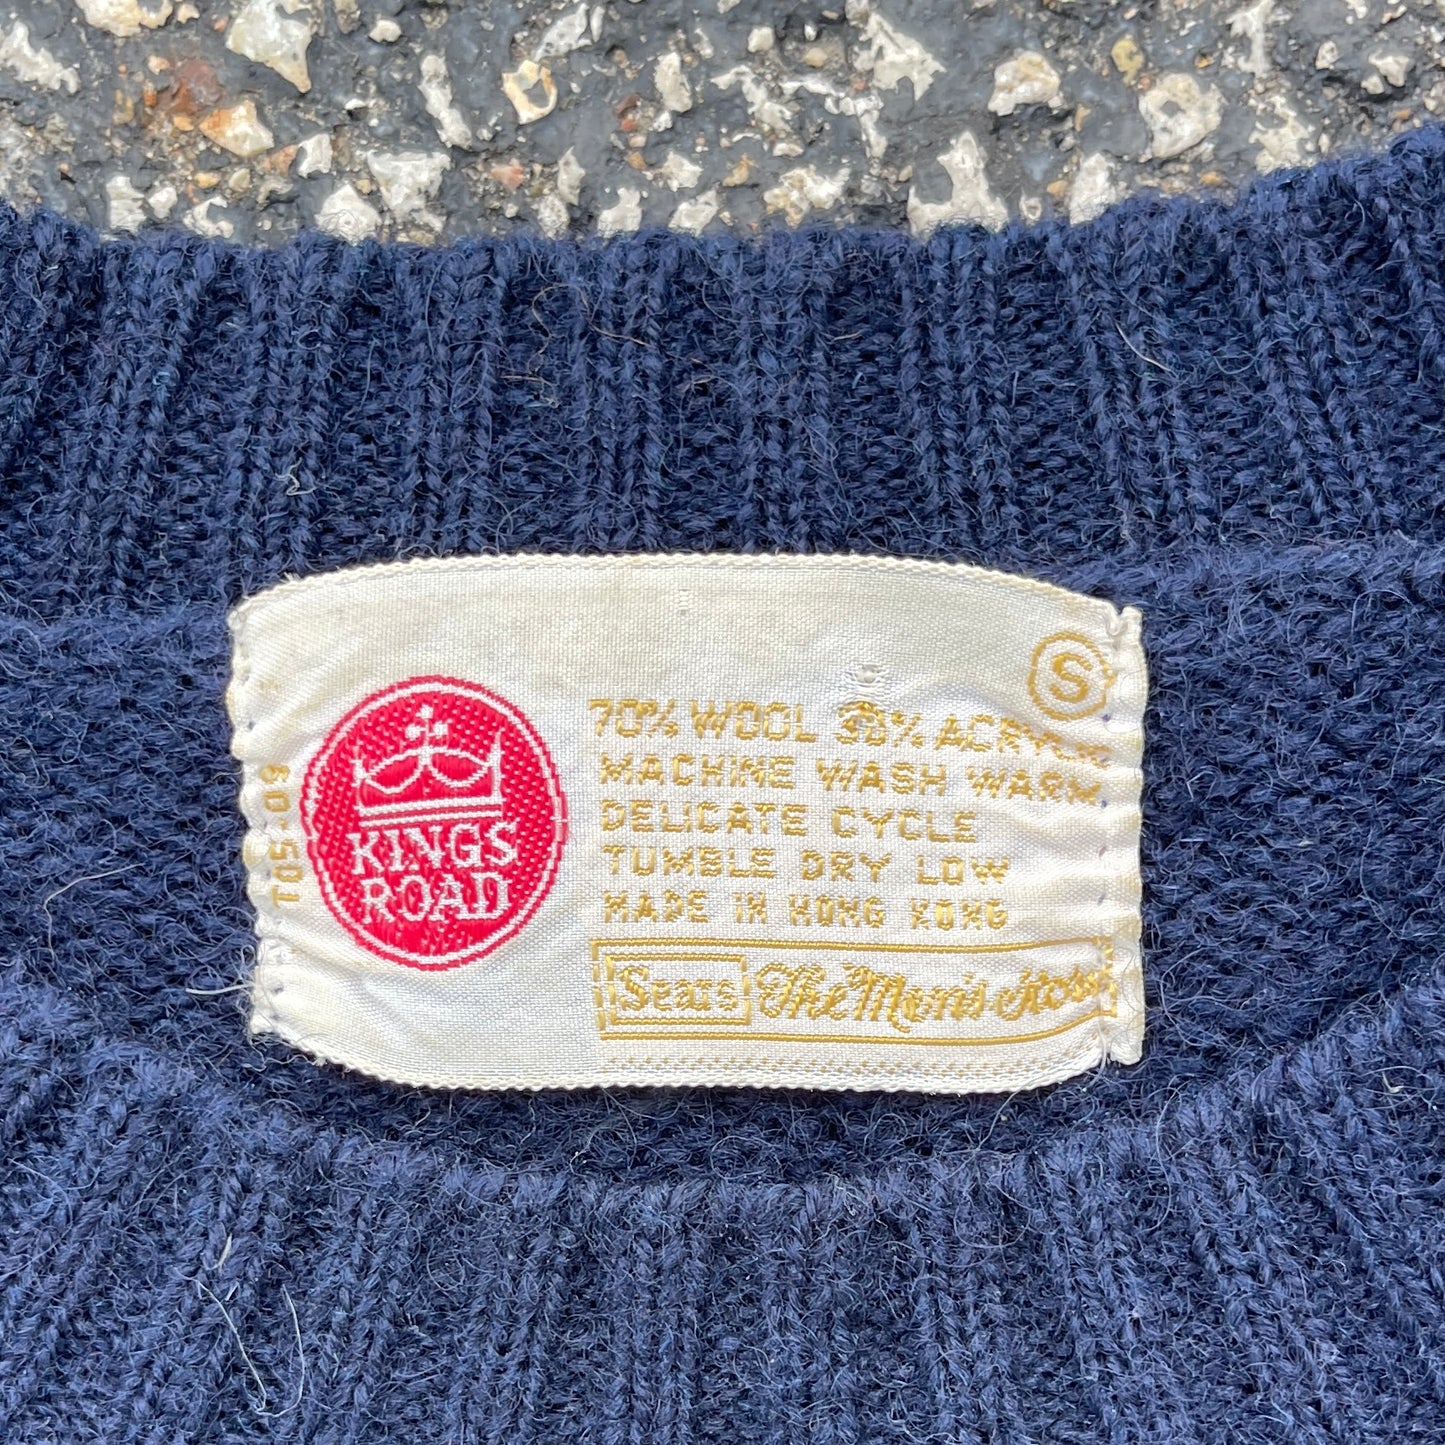 S
KINGS
ROAD
70% WOOL 30% ACRYLIC
MACHINE WASH WARM
DELICATE CYCLE
TUMBLE DRY LOW
MADE IN HONG KONG
Sears The Men's Store